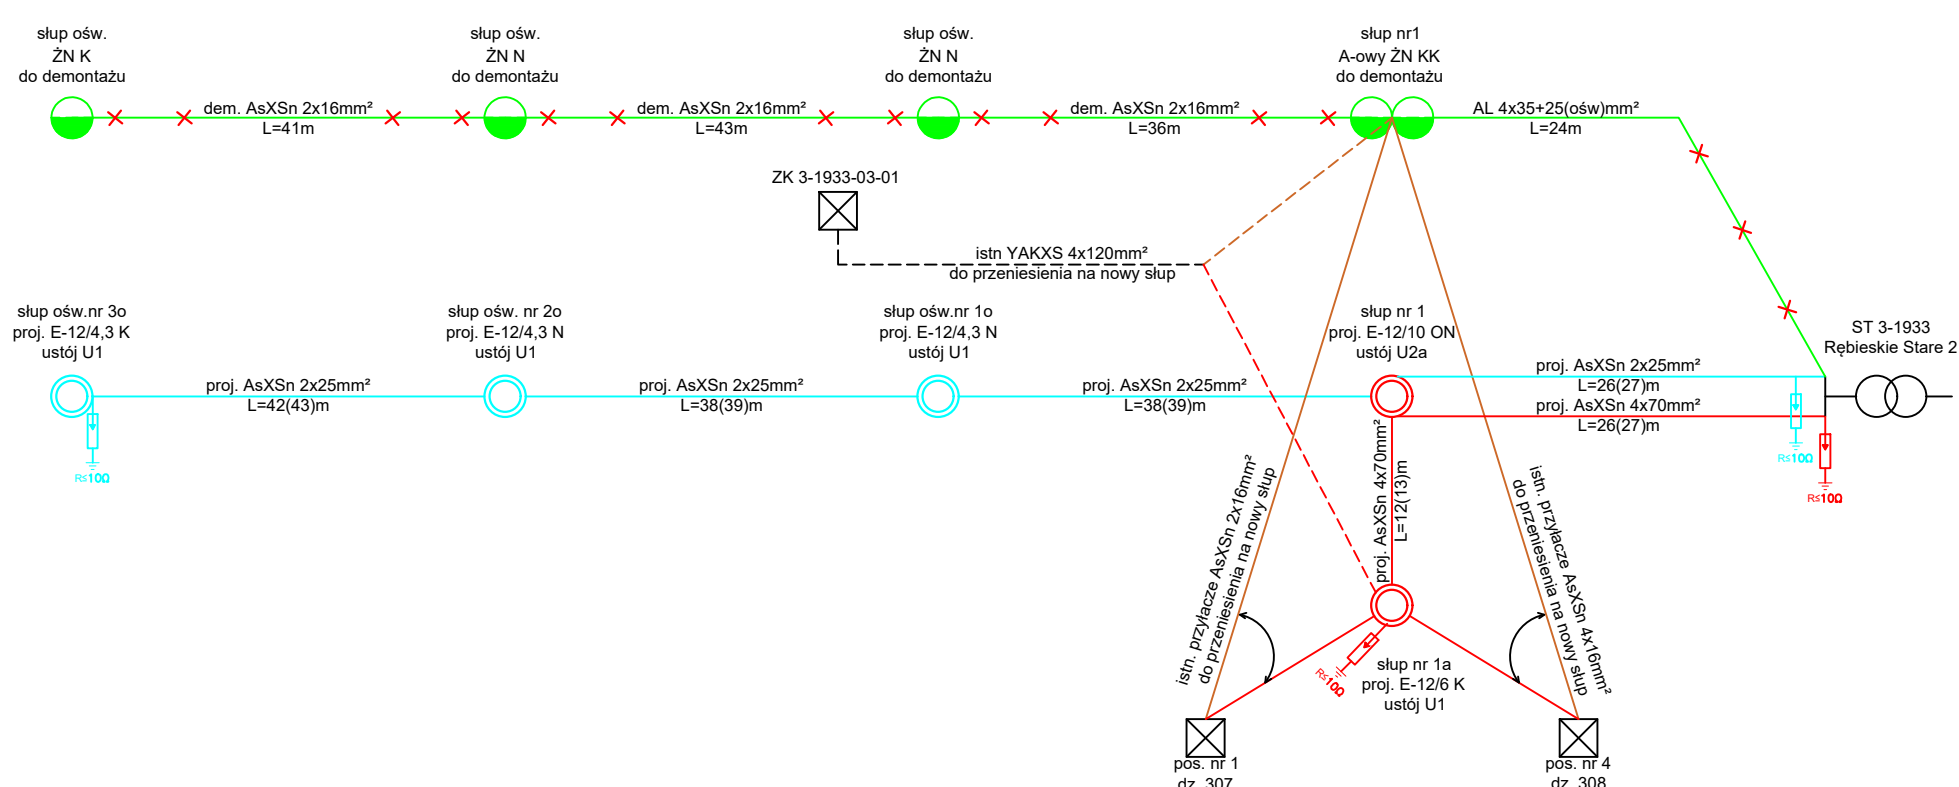 słup ośw.
ŻN K
do demontażu
słup ośw.
ŻN N
do demontażu
słup ośw.
ŻN N
do demontażu
słup nr1
A-owy ŻN KK
do demontażu
dem. AsXSn 2x16mm²
L=41m
dem. AsXSn 2x16mm²
L=43m
dem. AsXSn 2x16mm²
L=36m
AL 4x35+25(ośw)mm²
L=24m
ZK 3-1933-03-01
istn YAKXS 4x120mm²
do przeniesienia na nowy słup
słup ośw.nr 3o
proj. E-12/4,3 K
ustój U1
słup ośw. nr 2o
proj. E-12/4,3 N
ustój U1
słup ośw.nr 1o
proj. E-12/4,3 N
ustój U1
słup nr 1
proj. E-12/10 ON
ustój U2a
ST 3-1933
Rębieskie Stare 2
proj. AsXSn 2x25mm²
L=42(43)m
proj. AsXSn 2x25mm²
L=38(39)m
proj. AsXSn 2x25mm²
L=38(39)m
proj. AsXSn 2x25mm²
L=26(27)m
proj. AsXSn 4x70mm²
L=26(27)m
R≤10Ω
R≤10Ω
R≤10Ω
proj. AsXSn 4x70mm²
L=12(13)m
istn. przyłacze AsXSn 2x16mm²
do przeniesienia na nowy słup
istn. przyłacze AsXSn 4x16mm²
do przeniesienia na nowy słup
R≤10Ω
słup nr 1a
proj. E-12/6 K
ustój U1
pos. nr 1
dz. 307
pos. nr 4
dz. 308